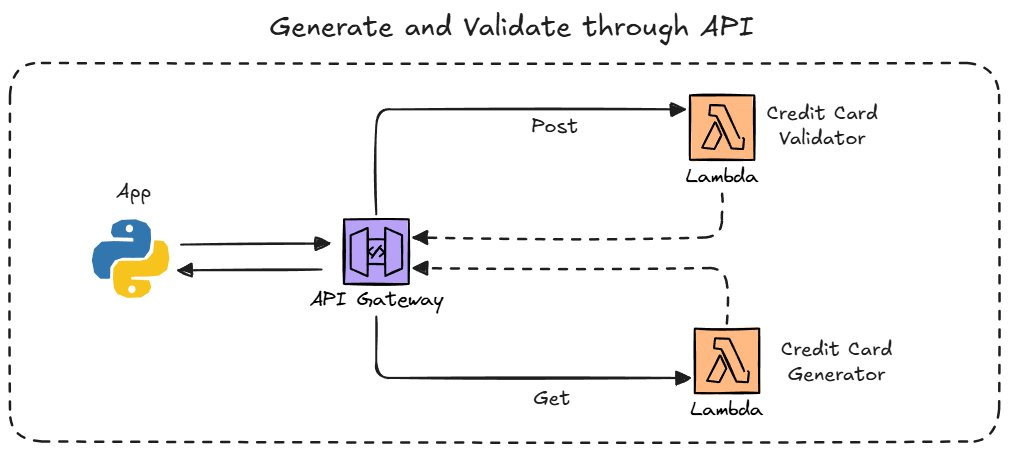 Generate and Validate through API
Post
Credit Card
Validator
Lambda
App
</>
API Gateway
Credit Card
Generator
Get
Lambda